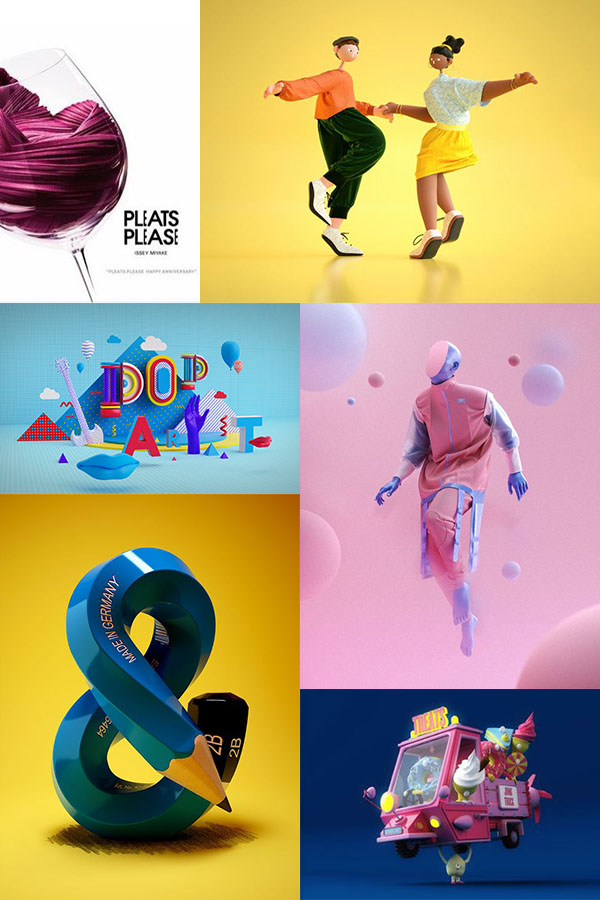 PLEATS
PLEASE
ISSEY MIYAKE
"PLEATS PLEASE HAPPY ANNIVERSARY"
POP
ART
MADE IN GERMANY
2B
2B
TREATS